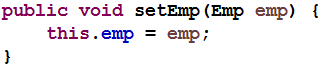 public void setEmp(Emp emp) {
    this.emp = emp;
}